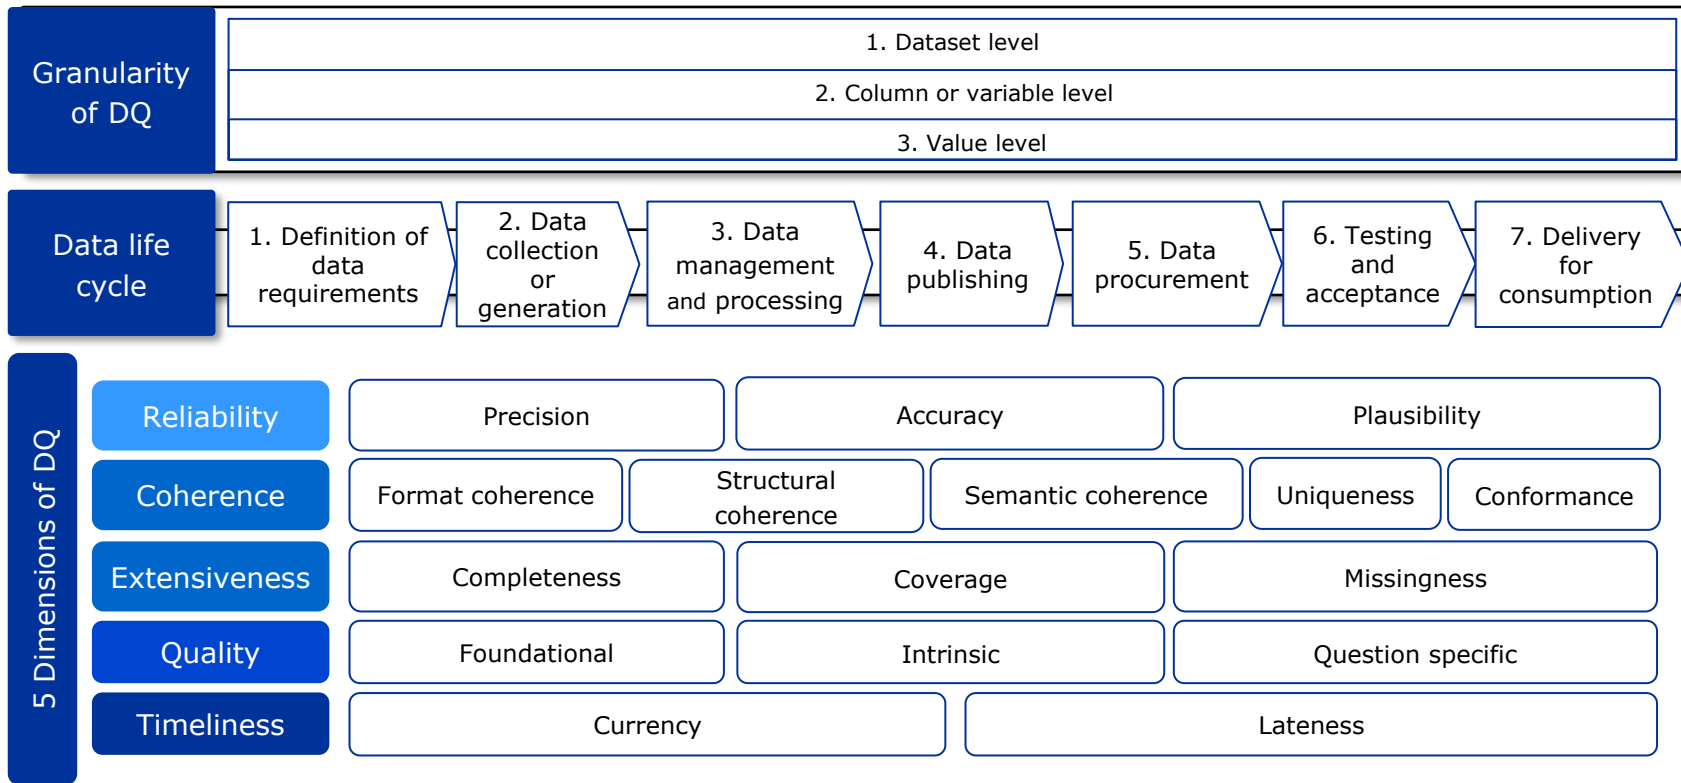 Granularity
of DQ
1. Dataset level
2. Column or variable level
3. Value level
Data life
cycle
1. Definition of
data
requirements
2. Data
collection
or
generation
3. Data
management
and processing
4. Data
publishing
5. Data
procurement
6. Testing
and
acceptance
7. Delivery
for
consumption
5 Dimensions of DQ
Reliability
Precision
Accuracy
Plausibility
Coherence
Format coherence
Structural
coherence
Semantic coherence
Uniqueness
Conformance
Extensiveness
Completeness
Coverage
Missingness
Quality
Foundational
Intrinsic
Question specific
Timeliness
Currency
Lateness